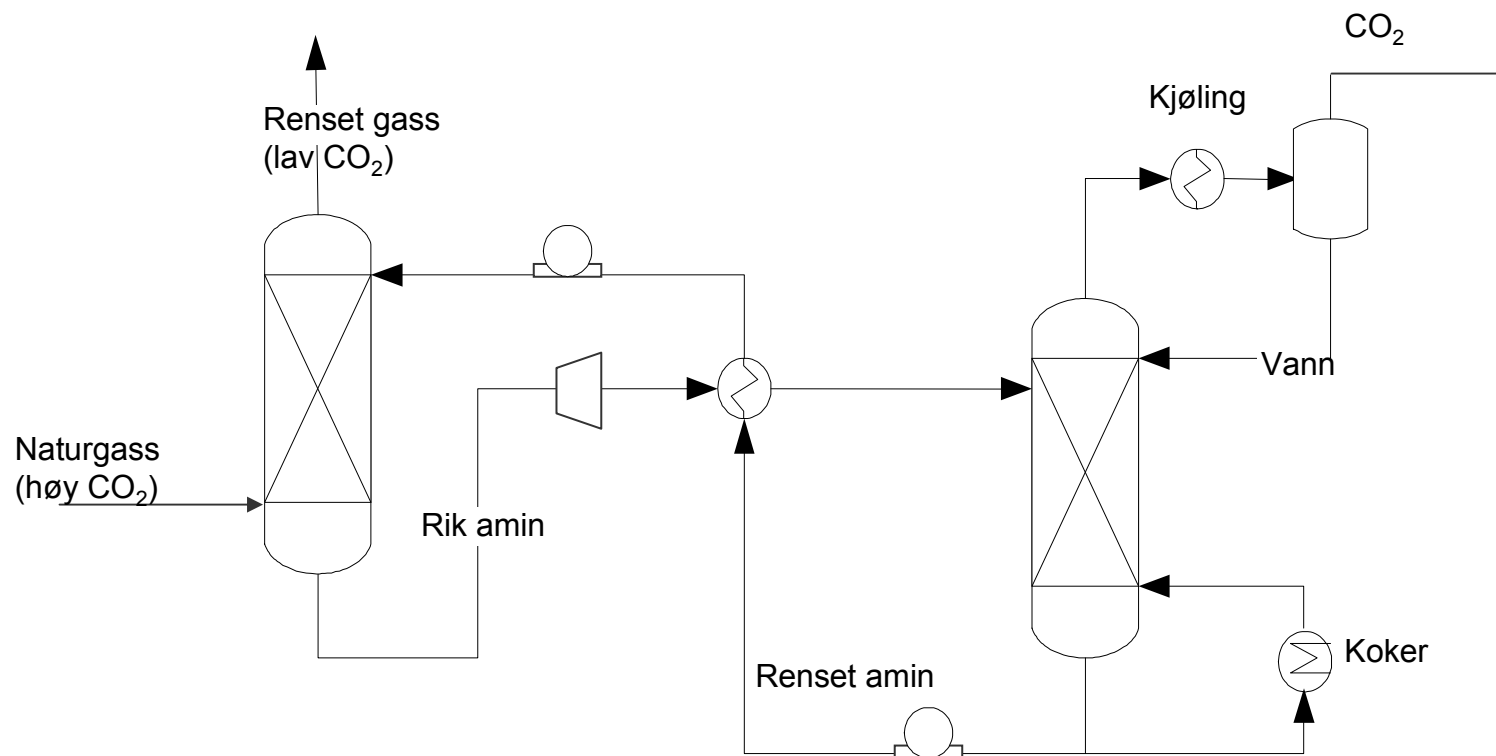 CO₂
Kjøling
Renset gass
(lav CO₂)
Vann
Naturgass
(høy CO₂)
Rik amin
Koker
Renset amin